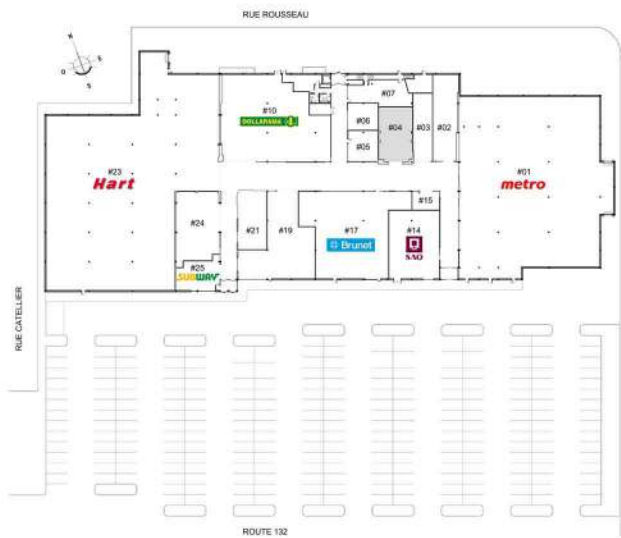 RUE ROUSSEAU
N
E
O
S
#07
#10
DOLLARAMA
#06
#04
#03
#02
#05
#23
Hart
#01
metro
#15
#24
#21
#19
#17
Brunet
#14
SAQ
#25
SUBWAY
RUE CATELLIER
ROUTE 132